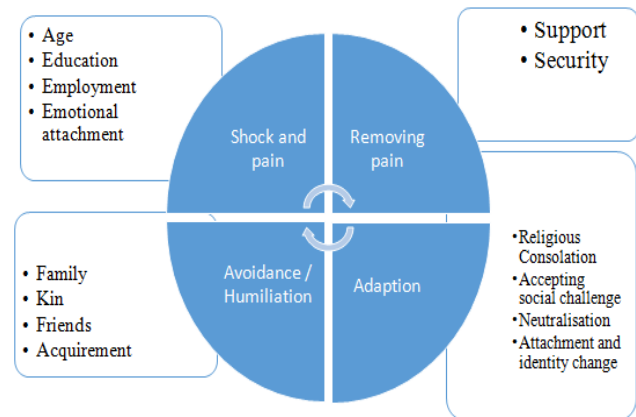 • Age
• Education
• Employment
• Emotional
attachment
• Support
• Security
Shock and
pain
Removing
pain
Avoidance /
Humiliation
Adaption
• Family
• Kin
• Friends
• Acquirement
• Religious
Consolation
• Accepting
social challenge
• Neutralisation
• Attachment and
identity change